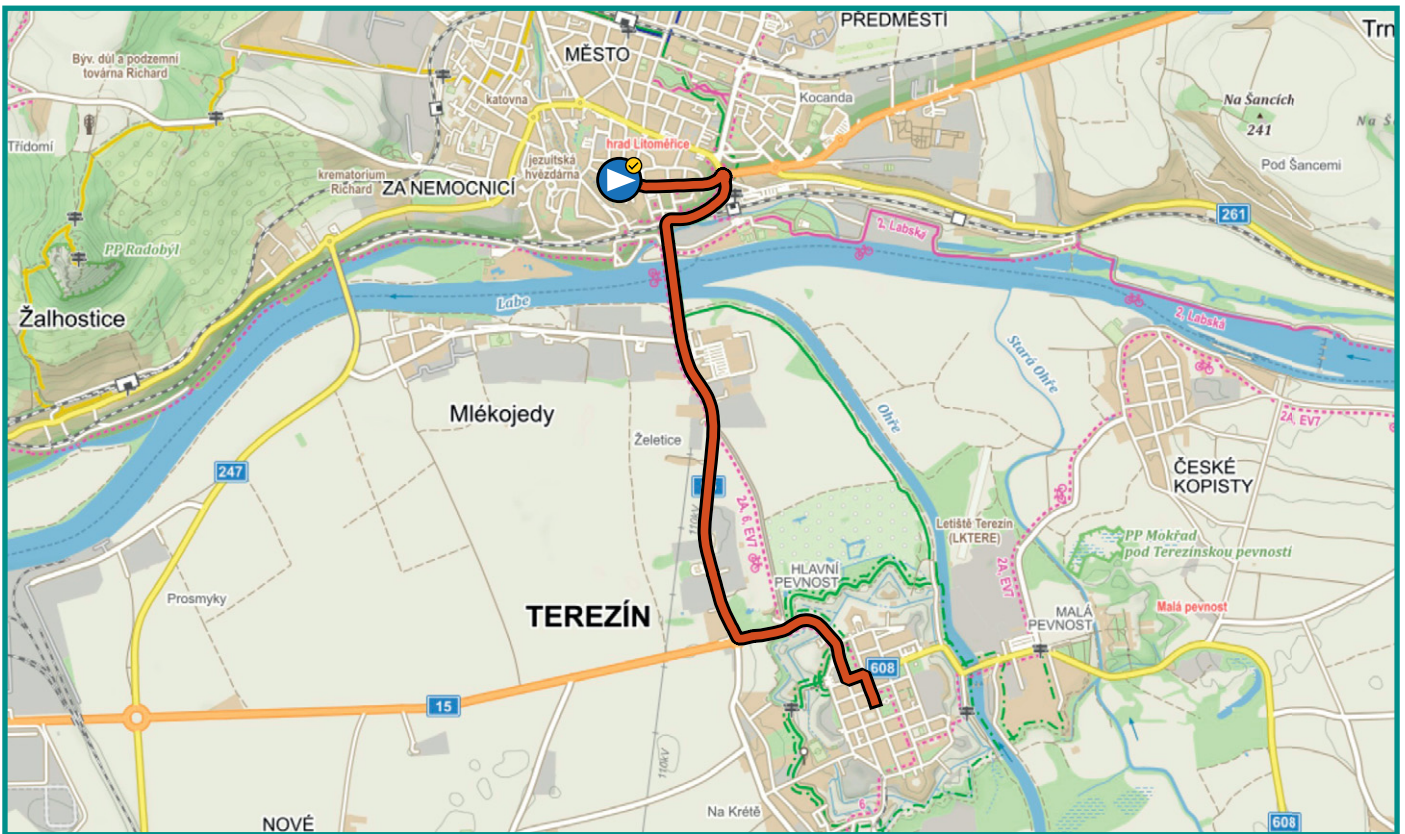 PŘEDMĚSTÍ
Trn
MĚSTO
Býv. důl a podzemní
továrna Richard
katovna
Kocanda
Na Šancích
241
Na Š
Třídomí
hrad Litoměřice
jezuitská
hvězdárna
krematorium
Richard
ZA NEMOCNICÍ
Pod Šancemi
261
PP Radobýl
2, Labská
Labe
Žalhostice
2, Labská
Stará Ohře
Mlékojedy
Ohře
2A, EV7
Želetice
247
ČESKÉ
KOPISTY
2A, 6, EV7
110kV
Letiště Terezín
(LKTERE)
PP Mokřad
pod Terezínskou pevností
2A, EV7
HLAVNÍ
PEVNOST
Prosmyky
TEREZÍN
MALÁ
PEVNOST
Malá pevnost
608
15
110kV
Na Krétě
6
NOVÉ
608